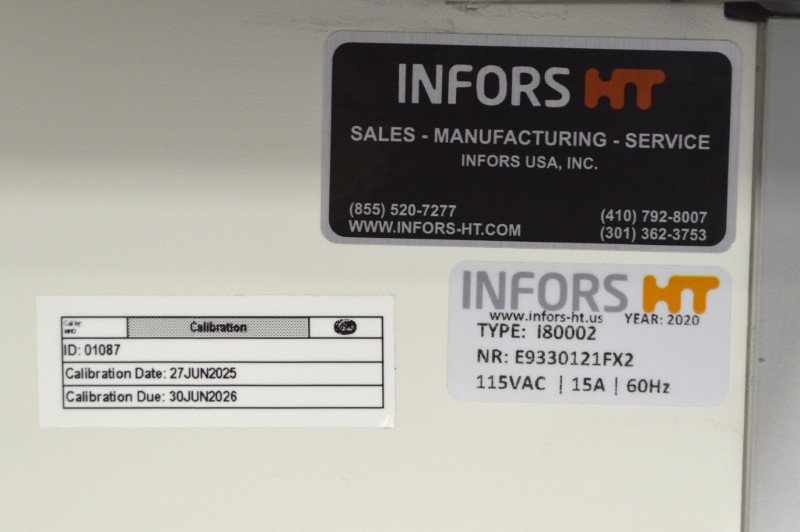 INFORS HT
SALES - MANUFACTURING - SERVICE
INFORS USA, INC.
(855) 520-7277
WWW.INFORS-HT.COM
(410) 792-8007
(301) 362-3753
INFORS HT
www.infors-ht.us YEAR: 2020
TYPE: I80002
NR: E9330121FX2
115VAC | 15A | 60Hz
Calibration
ID: 01087
Calibration Date: 27JUN2025
Calibration Due: 30JUN2026